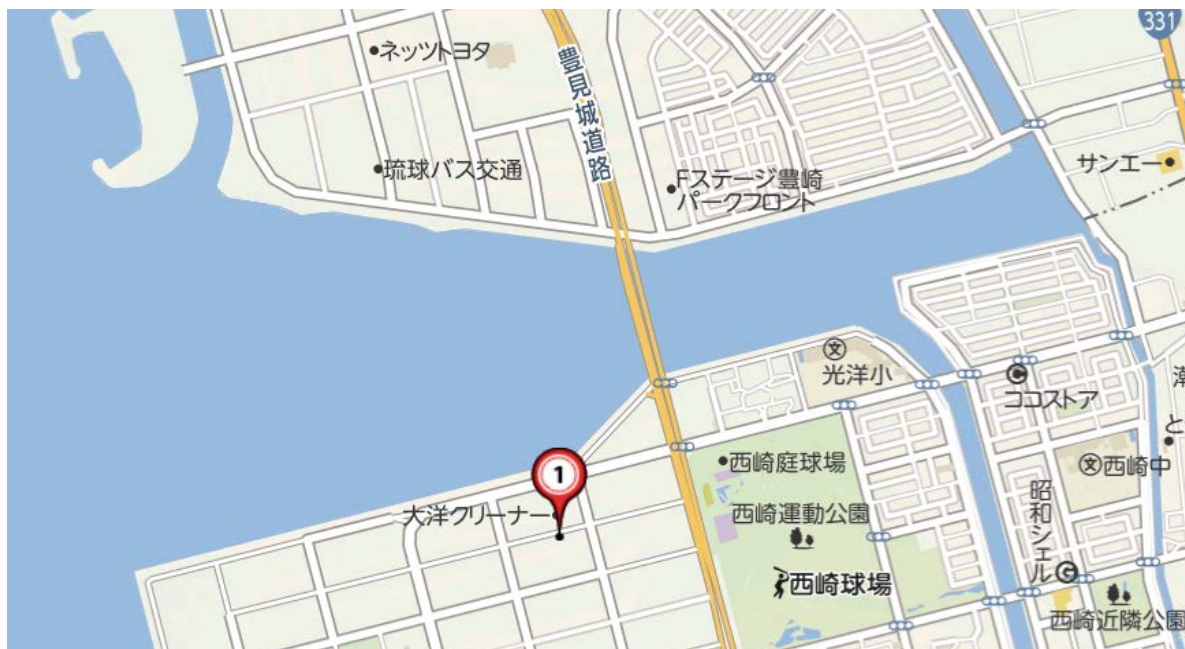 331
ネッツトヨタ
豊見城道路
サンエー
琉球バス交通
Fステージ豊崎
パークフロント
文
光洋小
ココストア
潮
と
1
西崎庭球場
文西崎中
大洋クリーナー
西崎運動公園
昭和シェル
西崎球場
西崎近隣公園